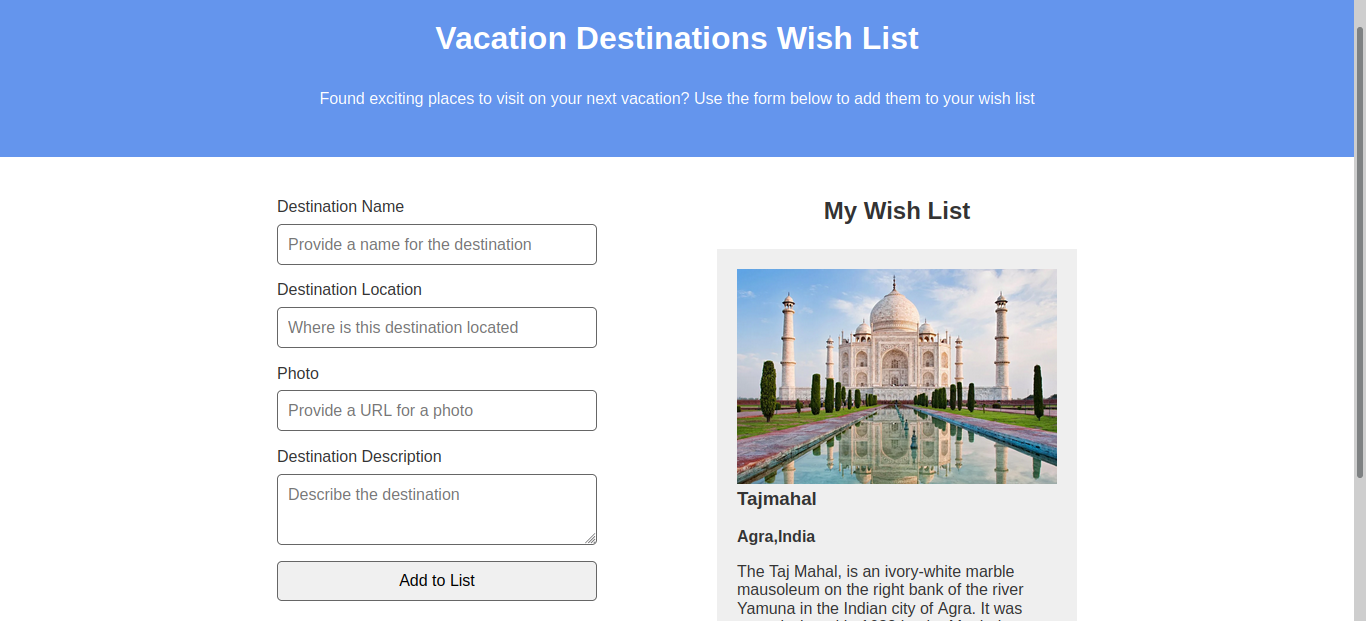 Vacation Destinations Wish List
Found exciting places to visit on your next vacation? Use the form below to add them to your wish list
Destination Name
Provide a name for the destination
Destination Location
Where is this destination located
Photo
Provide a URL for a photo
Destination Description
Describe the destination
Add to List
My Wish List
Tajmahal
Agra,India
The Taj Mahal, is an ivory-white marble
mausoleum on the right bank of the river
Yamuna in the Indian city of Agra. It was